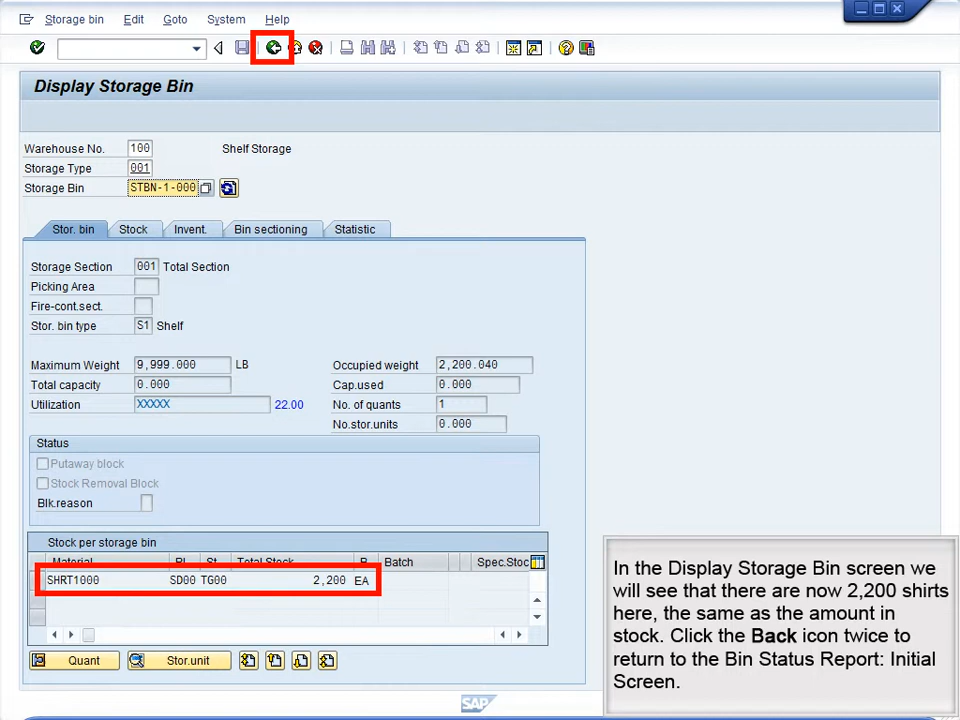 Storage bin Edit Goto System Help
Display Storage Bin
Warehouse No. 100 Shelf Storage
Storage Type 001
Storage Bin STBN-1-000
Stor. bin Stock Invent. Bin sectioning Statistic
Storage Section 001 Total Section
Picking Area
Fire-cont.sect.
Stor. bin type S1 Shelf
Maximum Weight 9,999.000 LB Occupied weight 2,200.040
Total capacity 0.000 Cap.used 0.000
Utilization XXXXX 22.00 No. of quants 1
No.stor.units 0.000
Status
Putaway block
Stock Removal Block
Blk.reason
Stock per storage bin
Material Pl St. Total Stock B Batch Spec.Stoc
SHRT1000 SD00 TG00 2,200 EA
Quant Stor.unit
In the Display Storage Bin screen we
will see that there are now 2,200 shirts
here, the same as the amount in
stock. Click the Back icon twice to
return to the Bin Status Report: Initial
Screen.
SAP